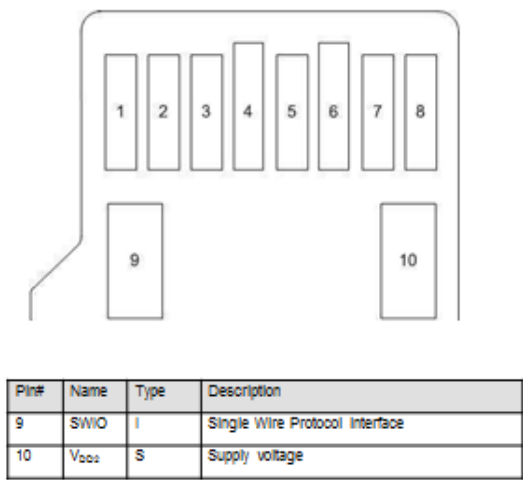 1 2 3 4 5 6 7 8
9 10
Pin# Name Type Description
9 SWIO I Single Wire Protocol Interface
10 VDD2 S Supply voltage